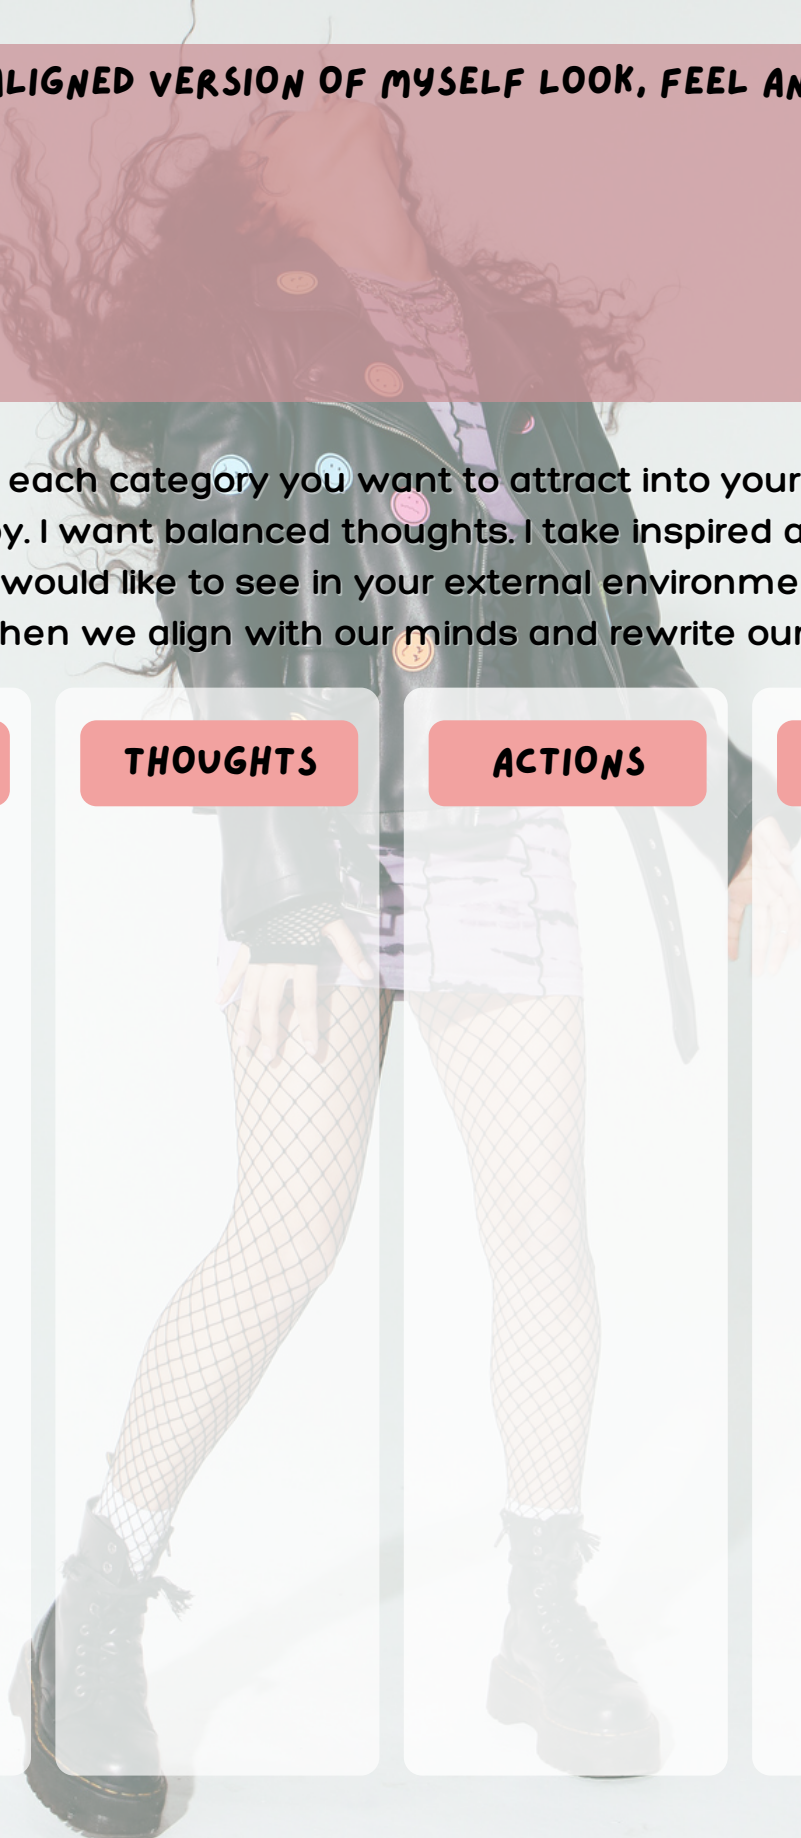 ALIGNED VERSION OF MYSELF LOOK, FEEL AN
each category you want to attract into your
y. I want balanced thoughts. I take inspired a
would like to see in your external environme
hen we align with our minds and rewrite our
THOUGHTS
ACTIONS